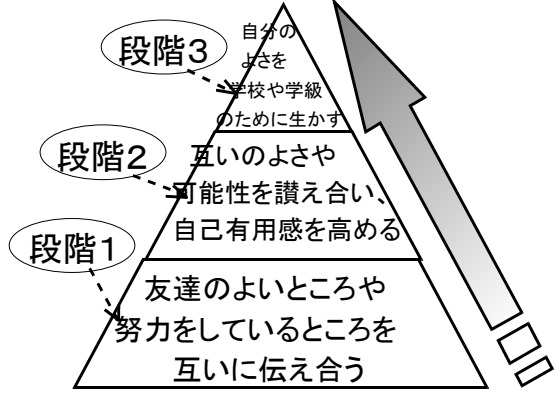 段階3
自分の
よさを
学校や学級
のために生かす
段階2
互いのよさや
可能性を讃え合い、
自己有用感を高める
段階1
友達のよいところや
努力をしているところを
互いに伝え合う